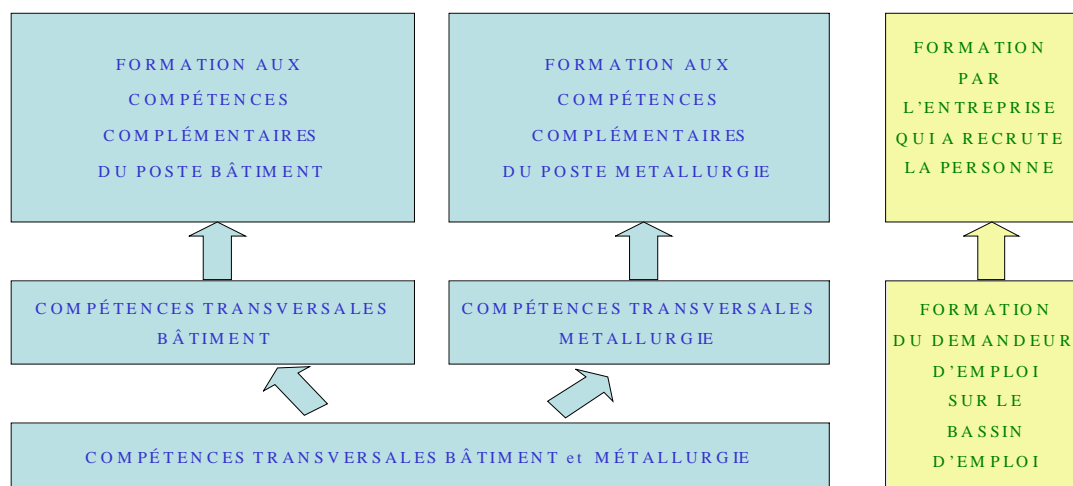 FORMATION AUX
COMPÉTENCES
COMPLÉMENTAIRES
DU POSTE BÂTIMENT
FORMATION AUX
COMPÉTENCES
COMPLÉMENTAIRES
DU POSTE METALLURGIE
FORMATION
PAR
L'ENTREPRISE
QUI A RECRUTE
LA PERSONNE
COMPÉTENCES TRANSVERSALES
BÂTIMENT
COMPÉTENCES TRANSVERSALES
METALLURGIE
FORMATION
DU DEMANDEUR
D'EMPLOI
SUR LE
BASSIN
D'EMPLOI
COMPÉTENCES TRANSVERSALES BÂTIMENT et MÉTALLURGIE